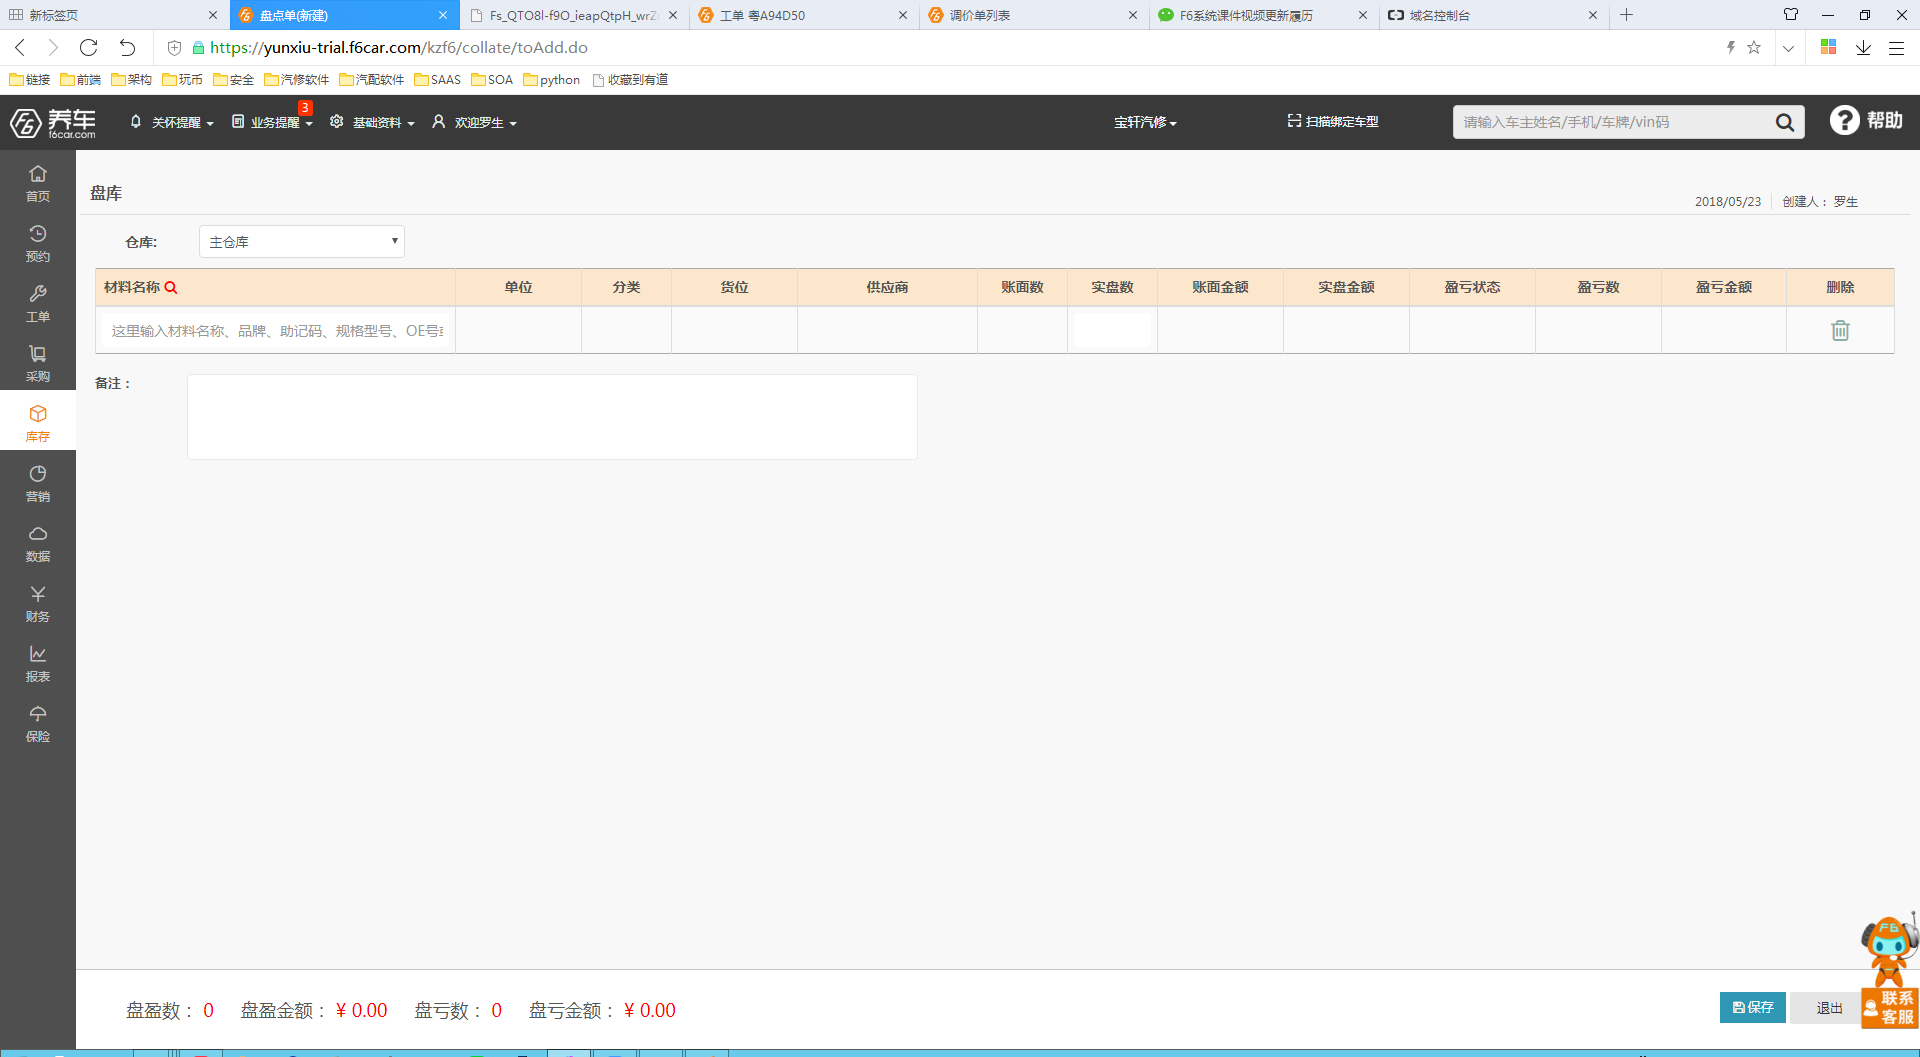 新标签页
盘点单(新建)
Fs_QTO8l-f9O_ieapQtpH_wrZ
工单 粤A94D50
调价单列表
F6系统课件视频更新履历
域名控制台
https://yunxiu-trial.f6car.com/kzf6/collate/toAdd.do
链接 前端 架构 玩币 安全 汽修软件 汽配软件 SAAS SOA python 收藏到有道
F6 养车 f6car.com
关怀提醒 业务提醒 3 基础资料 欢迎罗生 宝轩汽修 扫描绑定车型 请输入车主姓名/手机/车牌/vin码 ? 帮助
首页
预约
工单
采购
库存
营销
数据
财务
报表
保险
盘库
2018/05/23 创建人： 罗生
仓库: 主仓库
材料名称 单位 分类 货位 供应商 账面数 实盘数 账面金额 实盘金额 盈亏状态 盈亏数 盈亏金额 删除
这里输入材料名称、品牌、助记码、规格型号、OE号
备注：
盘盈数： 0 盘盈金额： ¥ 0.00 盘亏数： 0 盘亏金额： ¥ 0.00
保存 退出
F6
联系
客服